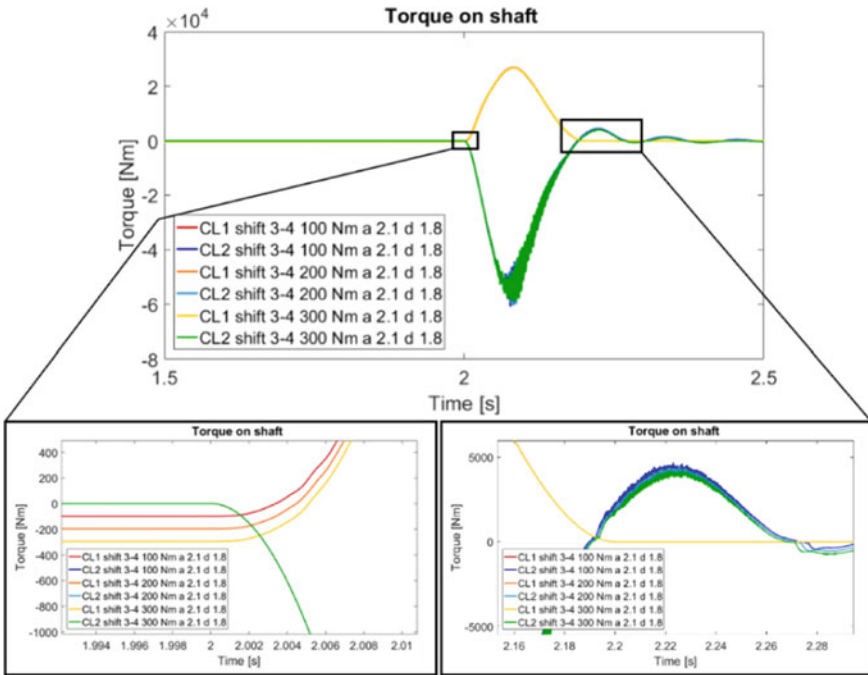 Torque on shaft
×10⁴
4
2
0
-2
-4
-6
-8
Torque [Nm]
CL1 shift 3-4 100 Nm a 2.1 d 1.8
CL2 shift 3-4 100 Nm a 2.1 d 1.8
CL1 shift 3-4 200 Nm a 2.1 d 1.8
CL2 shift 3-4 200 Nm a 2.1 d 1.8
CL1 shift 3-4 300 Nm a 2.1 d 1.8
CL2 shift 3-4 300 Nm a 2.1 d 1.8
1.5 2 2.5
Time [s]
Torque on shaft
400
200
0
-200
-400
-600
-800
-1000
Torque [Nm]
CL1 shift 3-4 100 Nm a 2.1 d 1.8
CL2 shift 3-4 100 Nm a 2.1 d 1.8
CL1 shift 3-4 200 Nm a 2.1 d 1.8
CL2 shift 3-4 200 Nm a 2.1 d 1.8
CL1 shift 3-4 300 Nm a 2.1 d 1.8
CL2 shift 3-4 300 Nm a 2.1 d 1.8
1.994 1.996 1.998 2 2.002 2.004 2.006 2.008 2.01
Time [s]
Torque on shaft
5000
0
-5000
Torque [Nm]
CL1 shift 3-4 100 Nm a 2.1 d 1.8
CL2 shift 3-4 100 Nm a 2.1 d 1.8
CL1 shift 3-4 200 Nm a 2.1 d 1.8
CL2 shift 3-4 200 Nm a 2.1 d 1.8
CL1 shift 3-4 300 Nm a 2.1 d 1.8
CL2 shift 3-4 300 Nm a 2.1 d 1.8
2.16 2.18 2.2 2.22 2.24 2.26 2.28
Time [s]